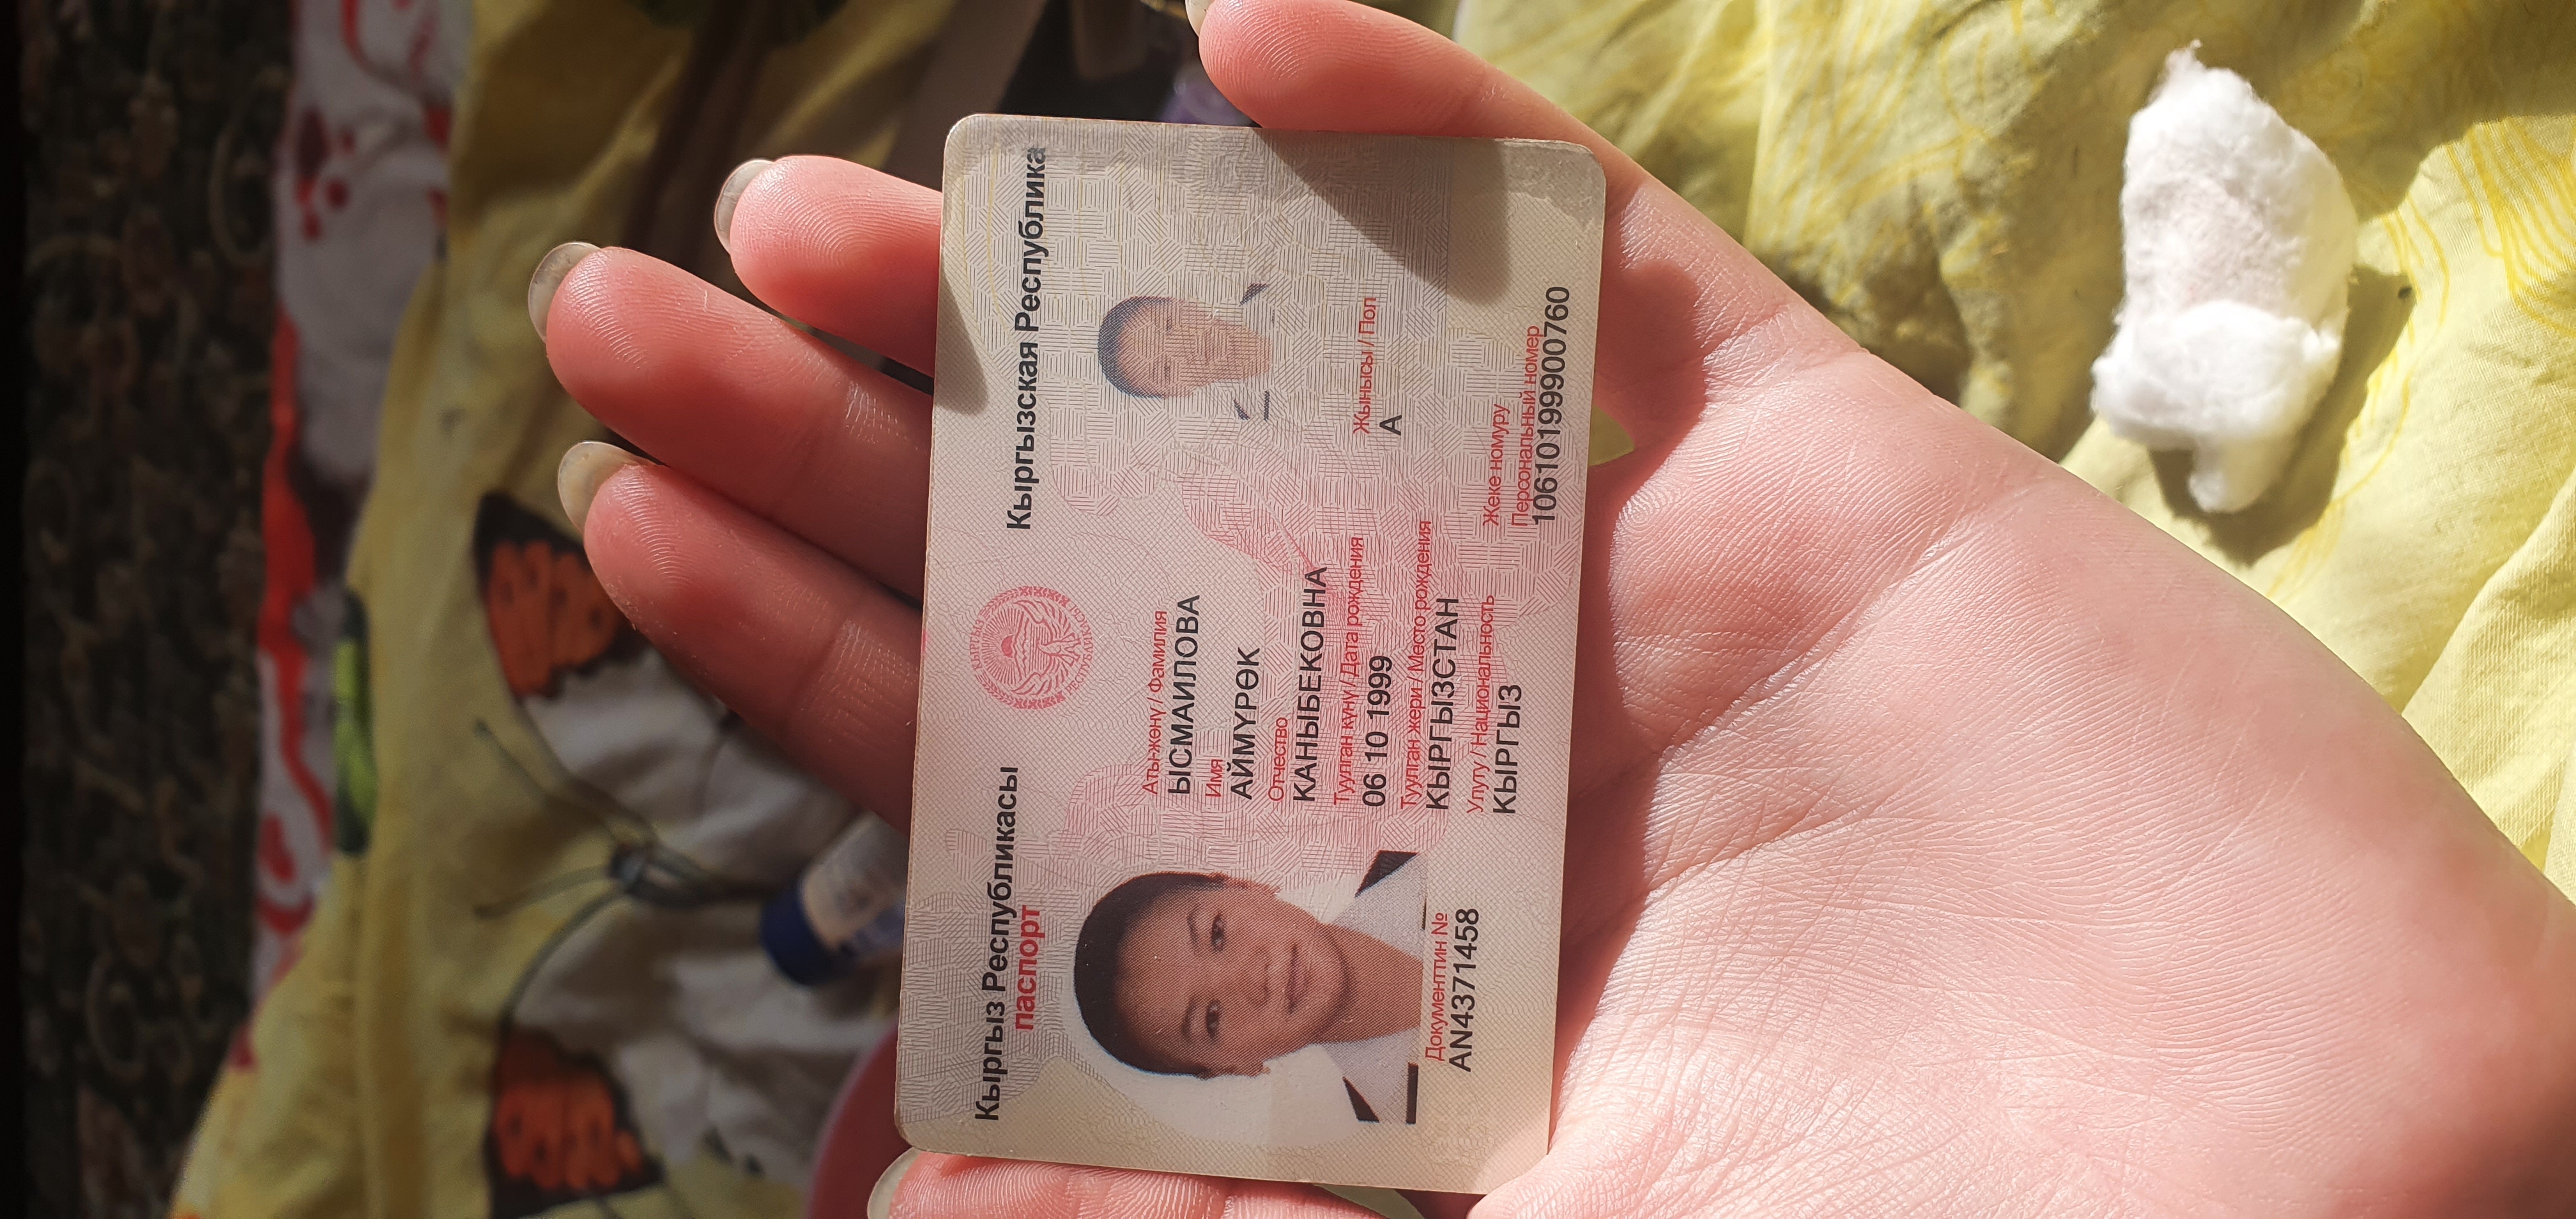 Кыргыз Республикасы
паспорт
Кыргызская Республика
КЫРГЫЗ
РЕСПУБЛИКАСЫ
Аты-жөнү / Фамилия
ЫСМАИЛОВА
Имя
АЙМҮРӨК
Отчество
КАНЫБЕКОВНА
Туулган күнү / Дата рождения
06 10 1999
Жынысы / Пол
А
Туулган жери / Место рождения
КЫРГЫЗСТАН
Документтин №
AN4371458
Улуту / Национальность
КЫРГЫЗ
Жеке номуру
Персональный номер
10610199900760